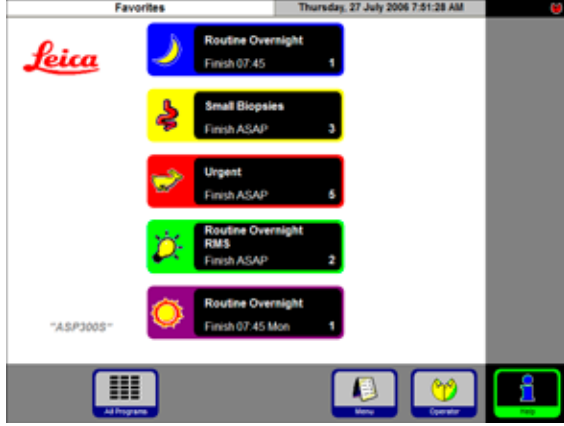 Favorites
Thursday, 27 July 2006 7:51:28 AM
Leica
Routine Overnight
Finish 07:45 1
Small Biopsies
Finish ASAP 3
Urgent
Finish ASAP 5
Routine Overnight
RMS
Finish ASAP 2
Routine Overnight
Finish 07:45 Mon 1
"ASP300S"
All Programs
Menu
Operator
Help